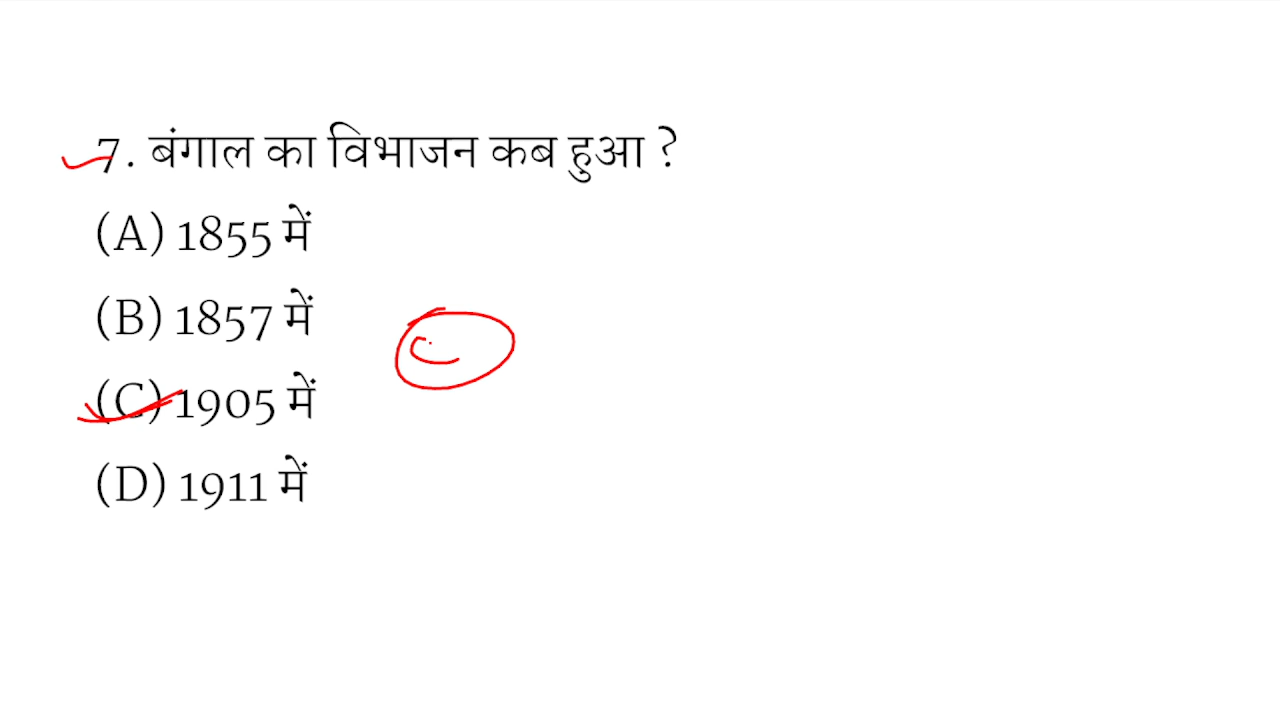 7. बंगाल का विभाजन कब हुआ ?
(A) 1855 में
(B) 1857 में
C
(C) 1905 में
(D) 1911 में